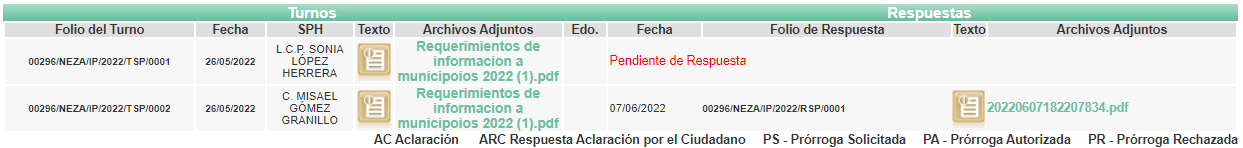 Turnos Respuestas
Folio del Turno Fecha SPH Texto Archivos Adjuntos Edo. Fecha Folio de Respuesta Texto Archivos Adjuntos
00296/NEZA/IP/2022/TSP/0001 26/05/2022 L.C.P. SONIA LÓPEZ HERRERA Requerimientos de informacion a municipoios 2022 (1).pdf Pendiente de Respuesta
00296/NEZA/IP/2022/TSP/0002 26/05/2022 C. MISAEL GÓMEZ GRANILLO Requerimientos de informacion a municipoios 2022 (1).pdf 07/06/2022 00296/NEZA/IP/2022/RSP/0001 20220607182207834.pdf
AC Aclaración ARC Respuesta Aclaración por el Ciudadano PS - Prórroga Solicitada PA - Prórroga Autorizada PR - Prórroga Rechazada